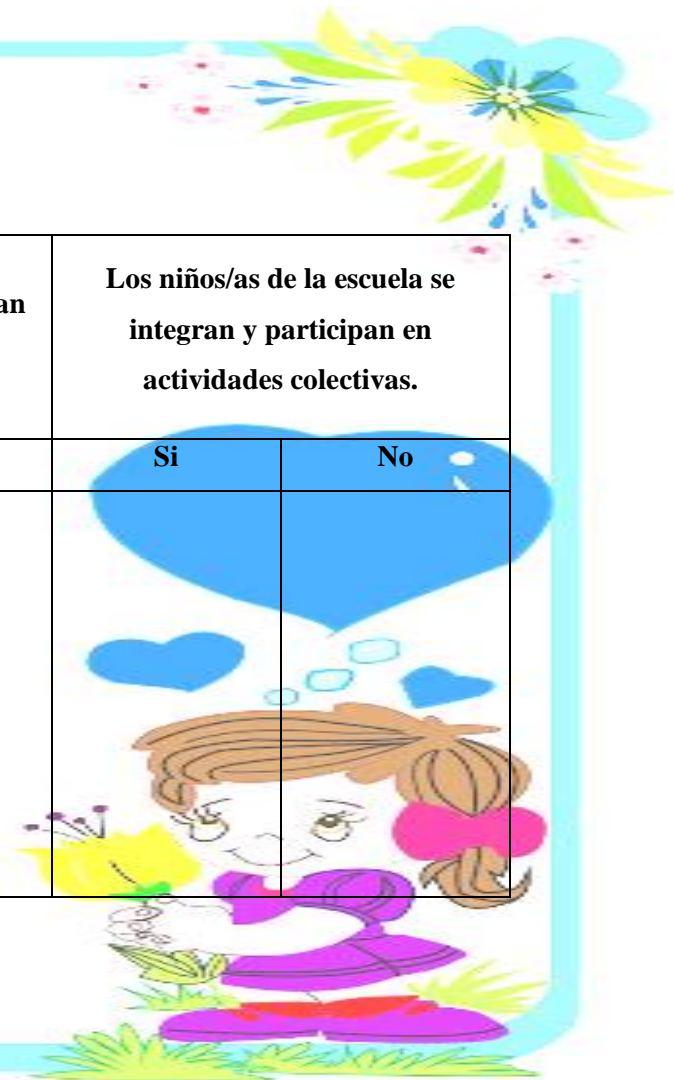 an
Los niños/as de la escuela se
integran y participan en
actividades colectivas.
Si No